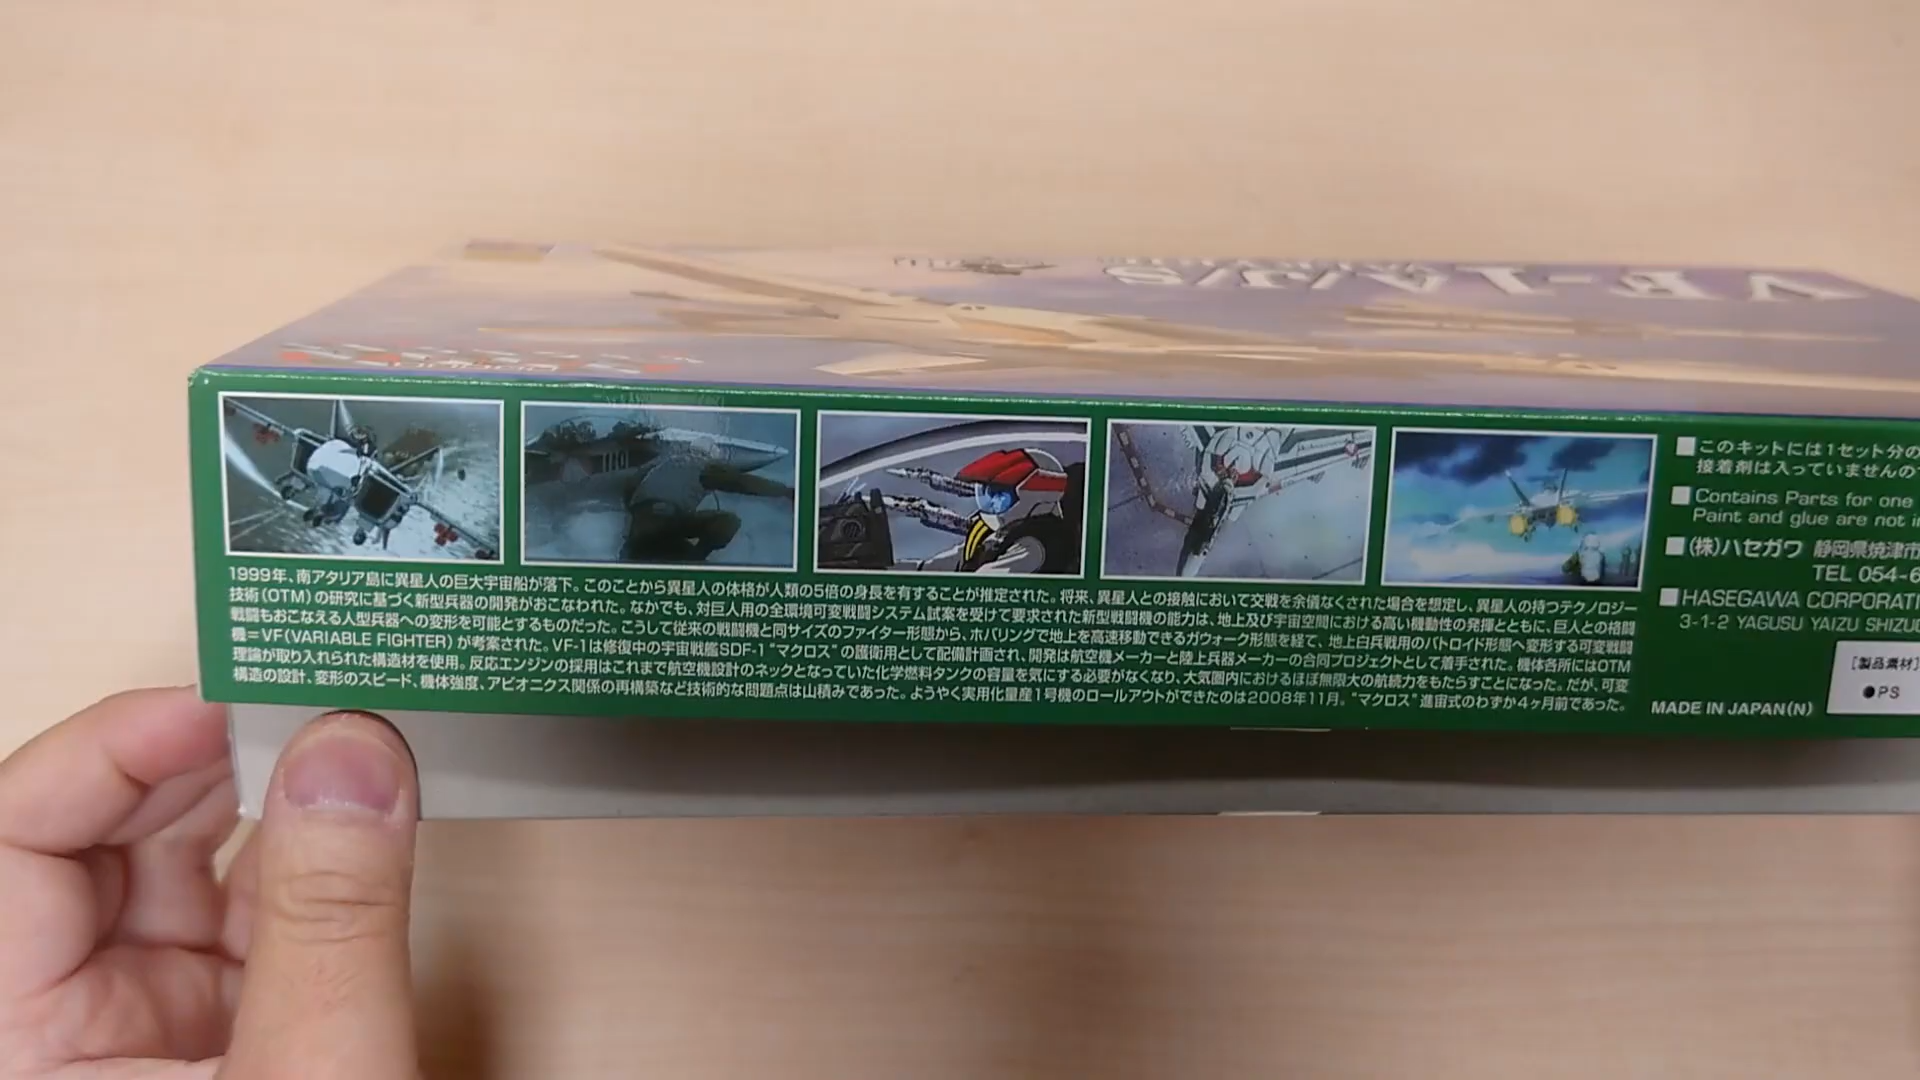 VF-1A/J/S
1999年、南アタリア島に異星人の巨大宇宙船が落下。このことから異星人の体格が人類の5倍の身長を有することが推定された。将来、異星人との接触において交戦を余儀なくされた場合を想定し、異星人の持つテクノロジー
技術(OTM)の研究に基づく新型兵器の開発がおこなわれた。なかでも、対巨人用の全環境可変戦闘システム試案を受けて要求された新型戦闘機の能力は、地上及び宇宙空間における高い機動性の発揮とともに、巨人との格闘
戦闘もおこなえる人型兵器への変形を可能とするものだった。こうして従来の戦闘機と同サイズのファイター形態から、ホバリングで地上を高速移動できるガウォーク形態を経て、地上白兵戦用のバトロイド形態へ変形する可変戦闘
機=VF(VARIABLE FIGHTER)が考案された。VF-1は修復中の宇宙戦艦SDF-1 "マクロス"の護衛用として配備計画され、開発は航空機メーカーと陸上兵器メーカーの合同プロジェクトとして着手された。機体各所にはOTM
理論が取り入れられた構造材を使用。反応エンジンの採用はこれまで航空機設計のネックとなっていた化学燃料タンクの容量を気にする必要がなくなり、大気圏内におけるほぼ無限大の航続力をもたらすことになった。だが、可変
構造の設計、変形のスピード、機体強度、アビオニクス関係の再構築など技術的な問題点は山積みであった。ようやく実用化量産1号機のロールアウトができたのは2008年11月。"マクロス"進宙式のわずか4ヶ月前であった。
■このキットには1セット分の
接着剤は入っていませんの
■Contains Parts for one
Paint and glue are not
■(株)ハセガワ 静岡県焼津市
TEL 054-6
■HASEGAWA CORPORATI
3-1-2 YAGUSU YAIZU SHIZUO
MADE IN JAPAN(N)
[製品素材]
●PS